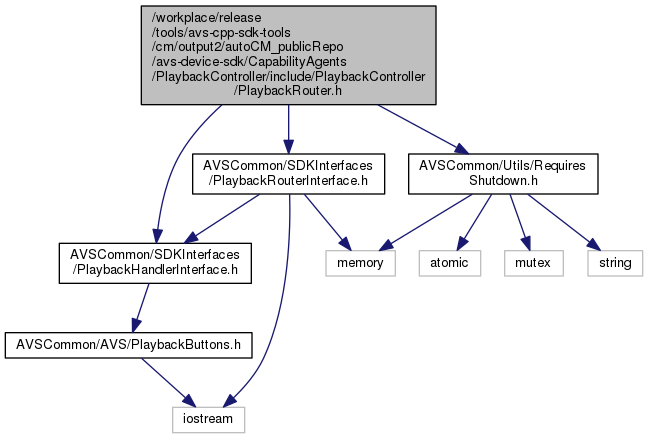 /workplace/release
/tools/avs-cpp-sdk-tools
/cm/output2/autoCM_publicRepo
/avs-device-sdk/CapabilityAgents
/PlaybackController/include/PlaybackController
/PlaybackRouter.h
AVSCommon/SDKInterfaces
/PlaybackRouterInterface.h
AVSCommon/Utils/Requires
Shutdown.h
AVSCommon/SDKInterfaces
/PlaybackHandlerInterface.h
memory
atomic
mutex
string
AVSCommon/AVS/PlaybackButtons.h
iostream